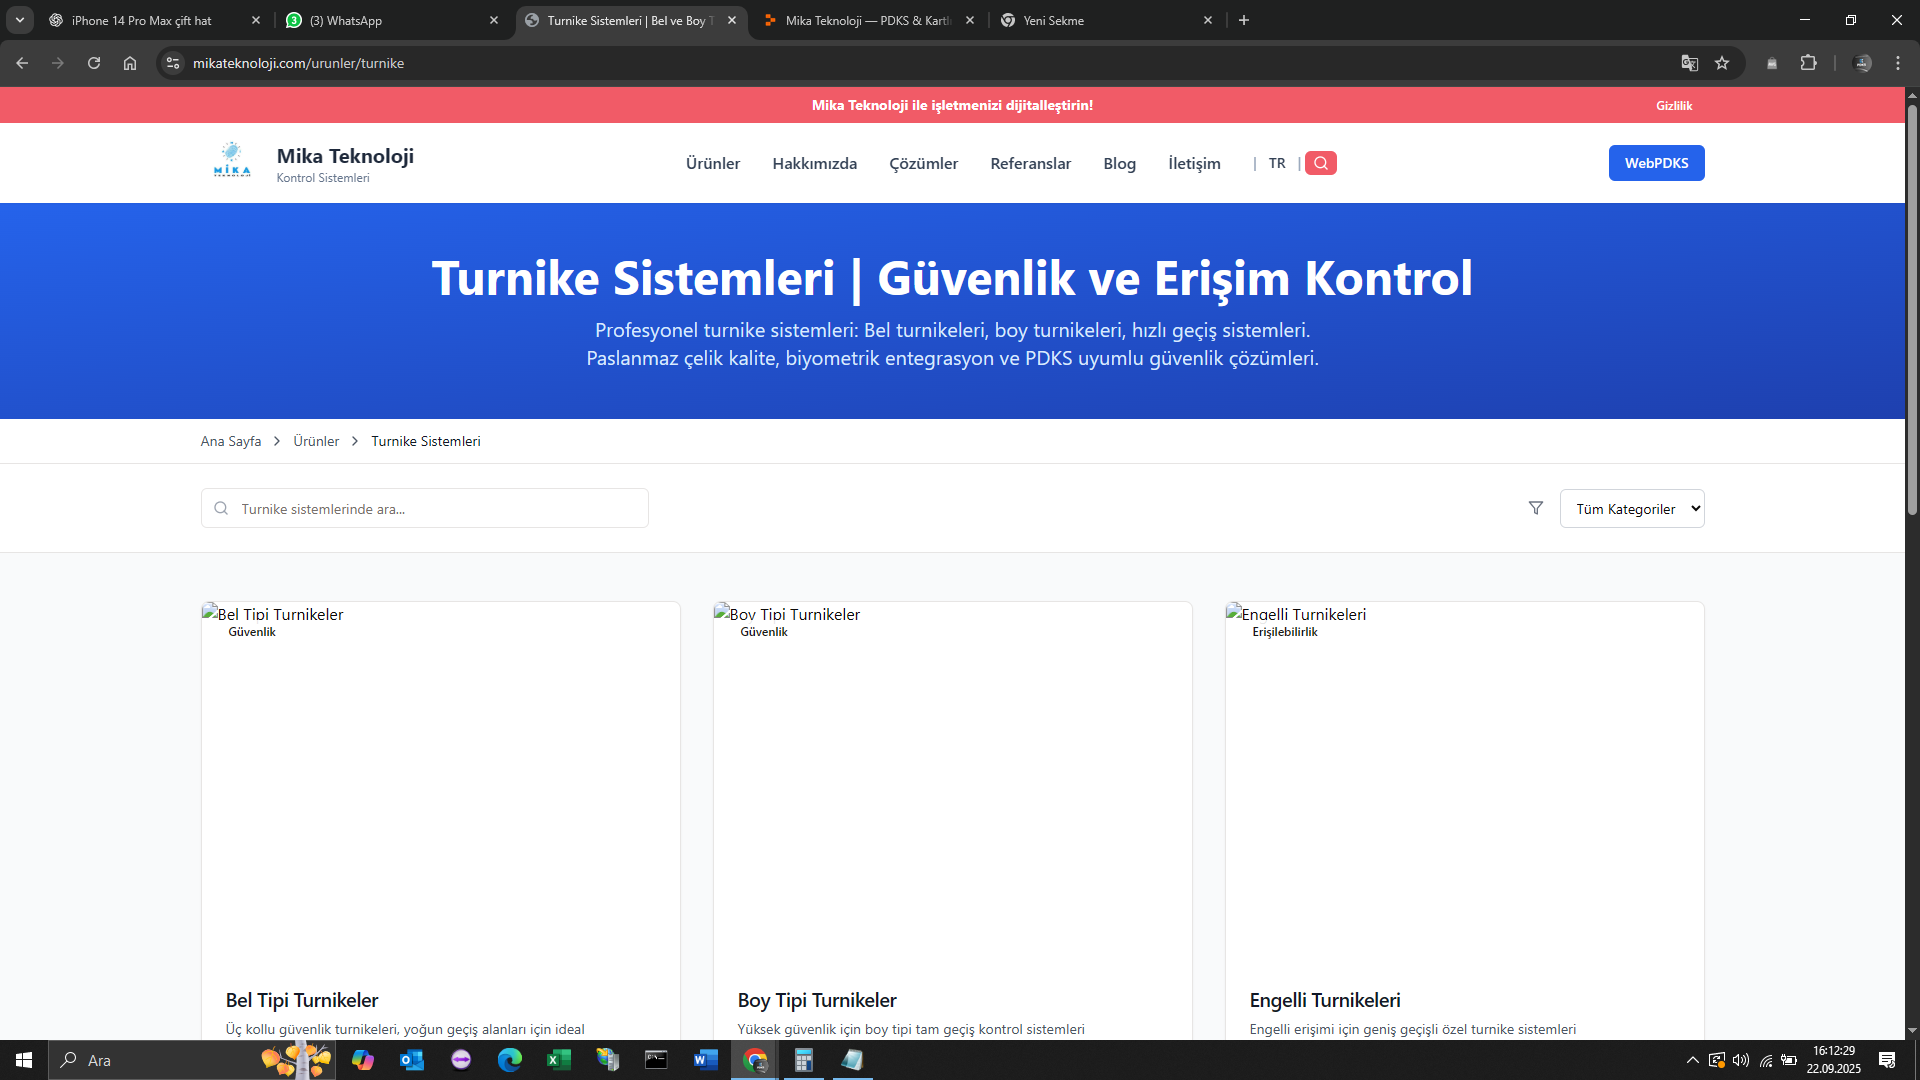 iPhone 14 Pro Max çift hat
(3) WhatsApp
Turnike Sistemleri | Bel ve Boy T
Mika Teknoloji — PDKS & Kartl
Yeni Sekme
mikateknoloji.com/urunler/turnike
Mika Teknoloji ile işletmenizi dijitalleştirin!
Gizlilik
MİKA
Mika Teknoloji
Kontrol Sistemleri
Ürünler
Hakkımızda
Çözümler
Referanslar
Blog
İletişim
| TR |
WebPDKS
Turnike Sistemleri | Güvenlik ve Erişim Kontrol
Profesyonel turnike sistemleri: Bel turnikeleri, boy turnikeleri, hızlı geçiş sistemleri.
Paslanmaz çelik kalite, biyometrik entegrasyon ve PDKS uyumlu güvenlik çözümleri.
Ana Sayfa > Ürünler > Turnike Sistemleri
Turnike sistemlerinde ara...
Tüm Kategoriler
Bel Tipi Turnikeler
Güvenlik
Boy Tipi Turnikeler
Güvenlik
Engelli Turnikeleri
Erişilebilirlik
Bel Tipi Turnikeler
Üç kollu güvenlik turnikeleri, yoğun geçiş alanları için ideal
Boy Tipi Turnikeler
Yüksek güvenlik için boy tipi tam geçiş kontrol sistemleri
Engelli Turnikeleri
Engelli erişimi için geniş geçişli özel turnike sistemleri
Ara
16:12:29
22.09.2025